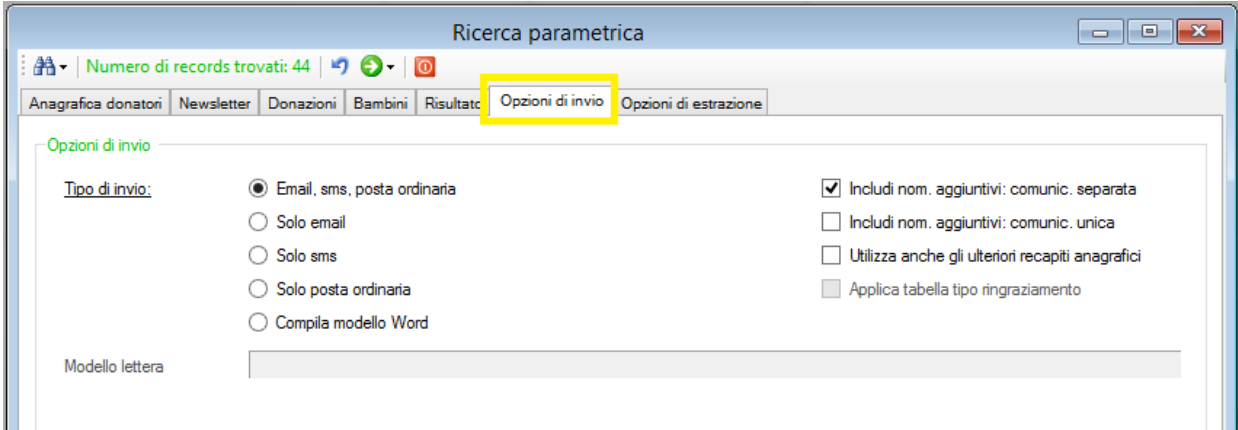 Ricerca parametrica
Numero di records trovati: 44
Anagrafica donatori Newsletter Donazioni Bambini Risultato Opzioni di invio Opzioni di estrazione
Opzioni di invio
Tipo di invio: Email, sms, posta ordinaria Includi nom. aggiuntivi: comunic. separata
Solo email Includi nom. aggiuntivi: comunic. unica
Solo sms Utilizza anche gli ulteriori recapiti anagrafici
Solo posta ordinaria Applica tabella tipo ringraziamento
Compila modello Word
Modello lettera